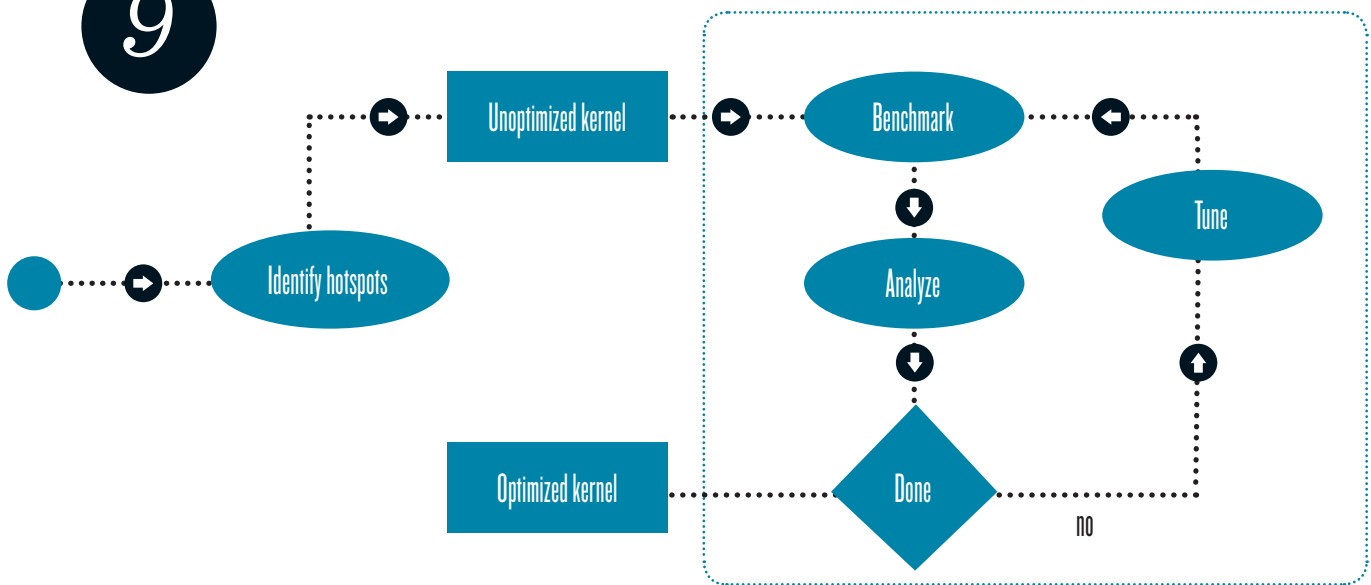 9
Unoptimized kernel
Benchmark
Tune
Identify hotspots
Analyze
Optimized kernel
Done
no